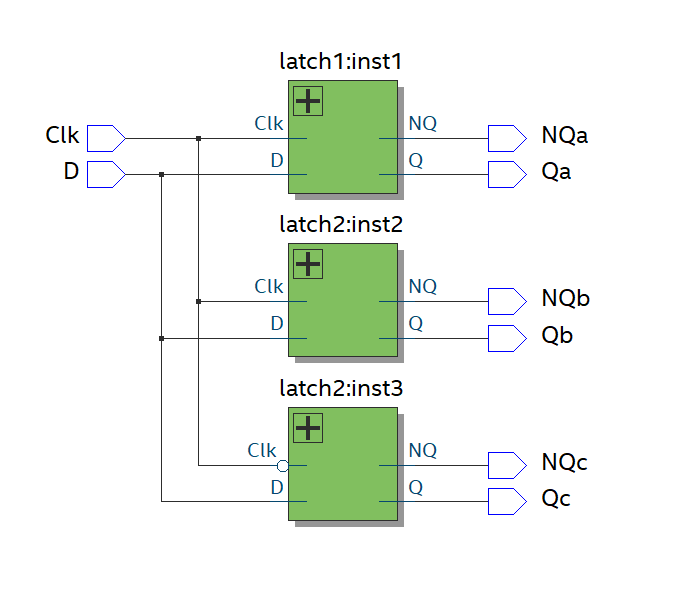 latch1:inst1
Clk
Clk
NQ
NQa
D
D
Q
Qa
latch2:inst2
Clk
NQ
NQb
D
Q
Qb
latch2:inst3
Clk
NQ
NQc
D
Q
Qc